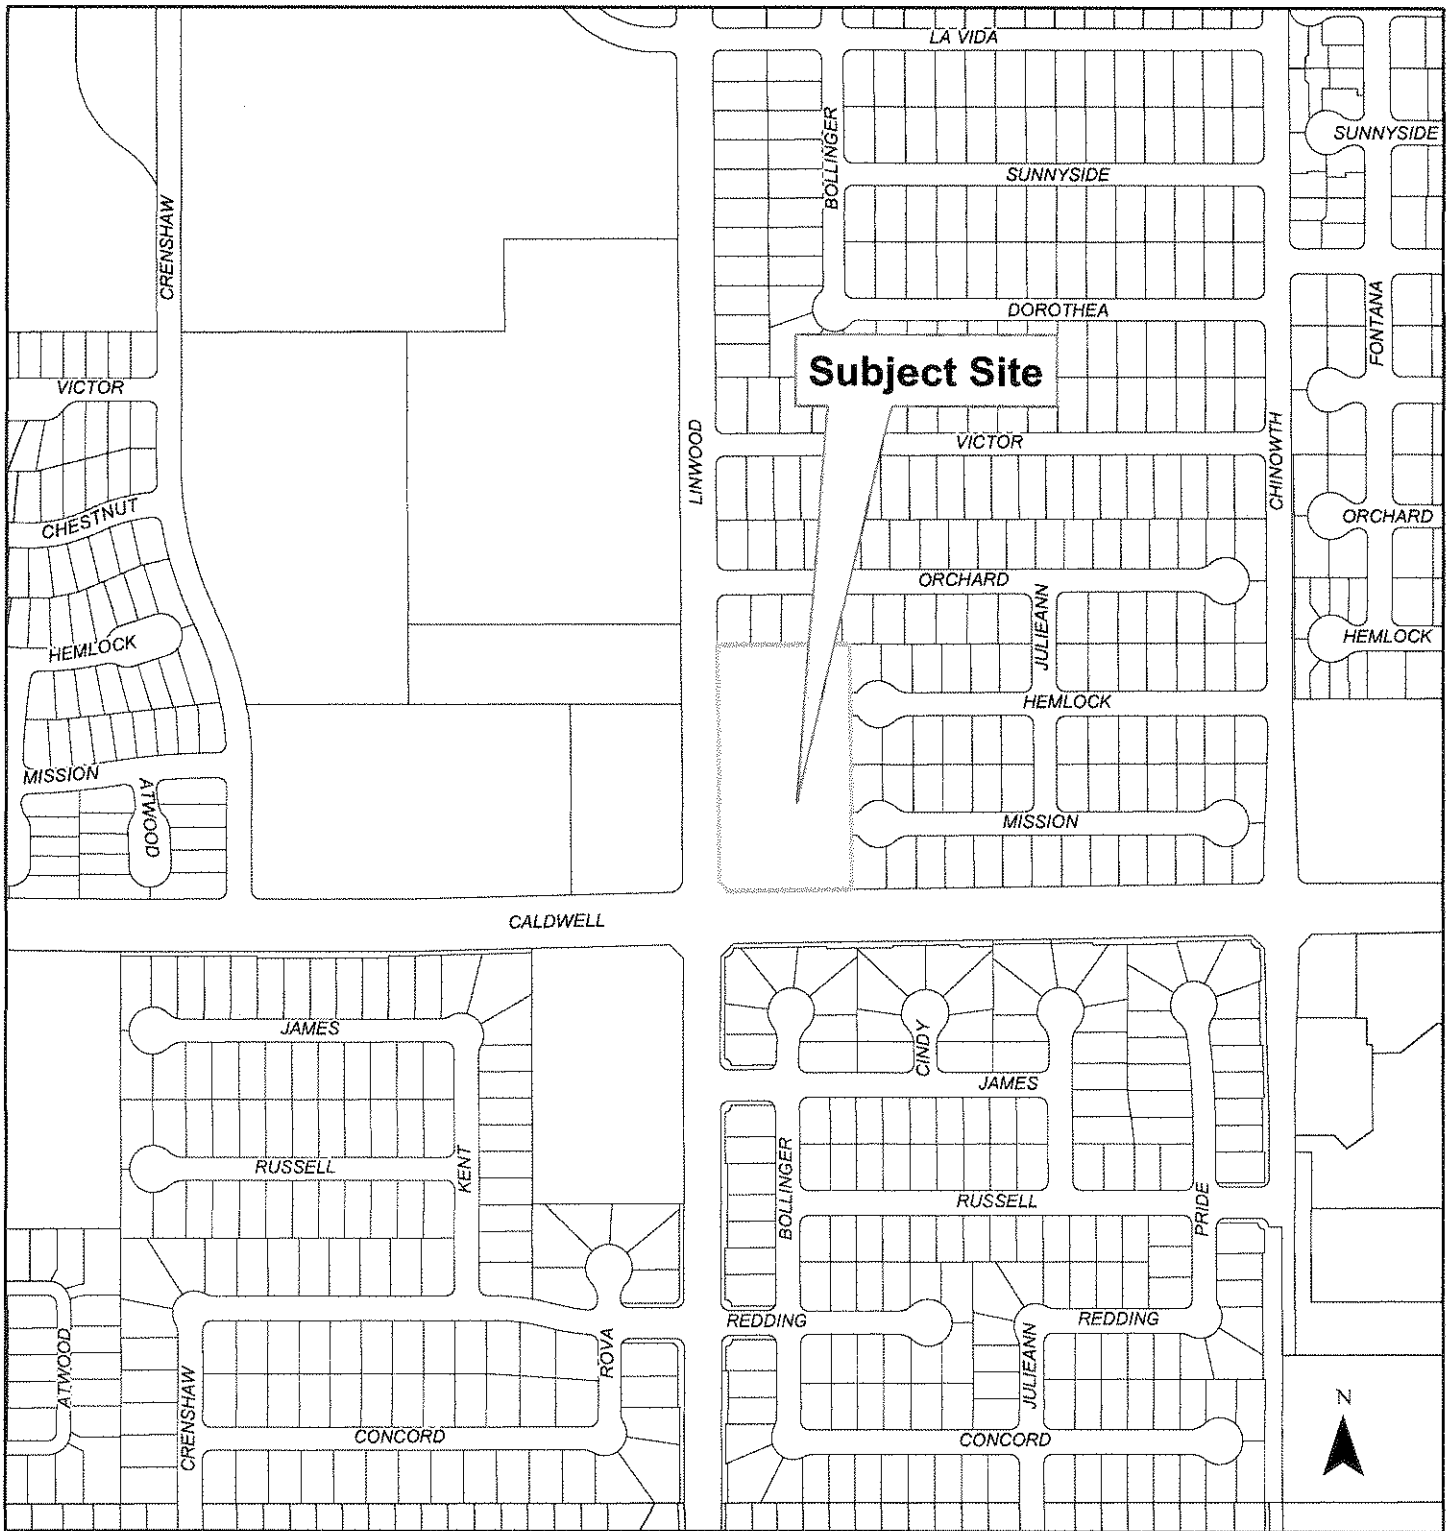 LA VIDA
SUNNYSIDE
BOLLINGER
SUNNYSIDE
CRENSHAW
DOROTHEA
FONTANA
Subject Site
VICTOR
LINWOOD
VICTOR
CHINOWTH
CHESTNUT
ORCHARD
ORCHARD
JULIEANN
HEMLOCK
HEMLOCK
HEMLOCK
MISSION
ATWOOD
MISSION
CALDWELL
JAMES
CINDY
JAMES
KENT
RUSSELL
BOLLINGER
RUSSELL
PRIDE
REDDING
REDDING
ATWOOD
ROVA
JULIEANN
CRENSHAW
CONCORD
CONCORD
N